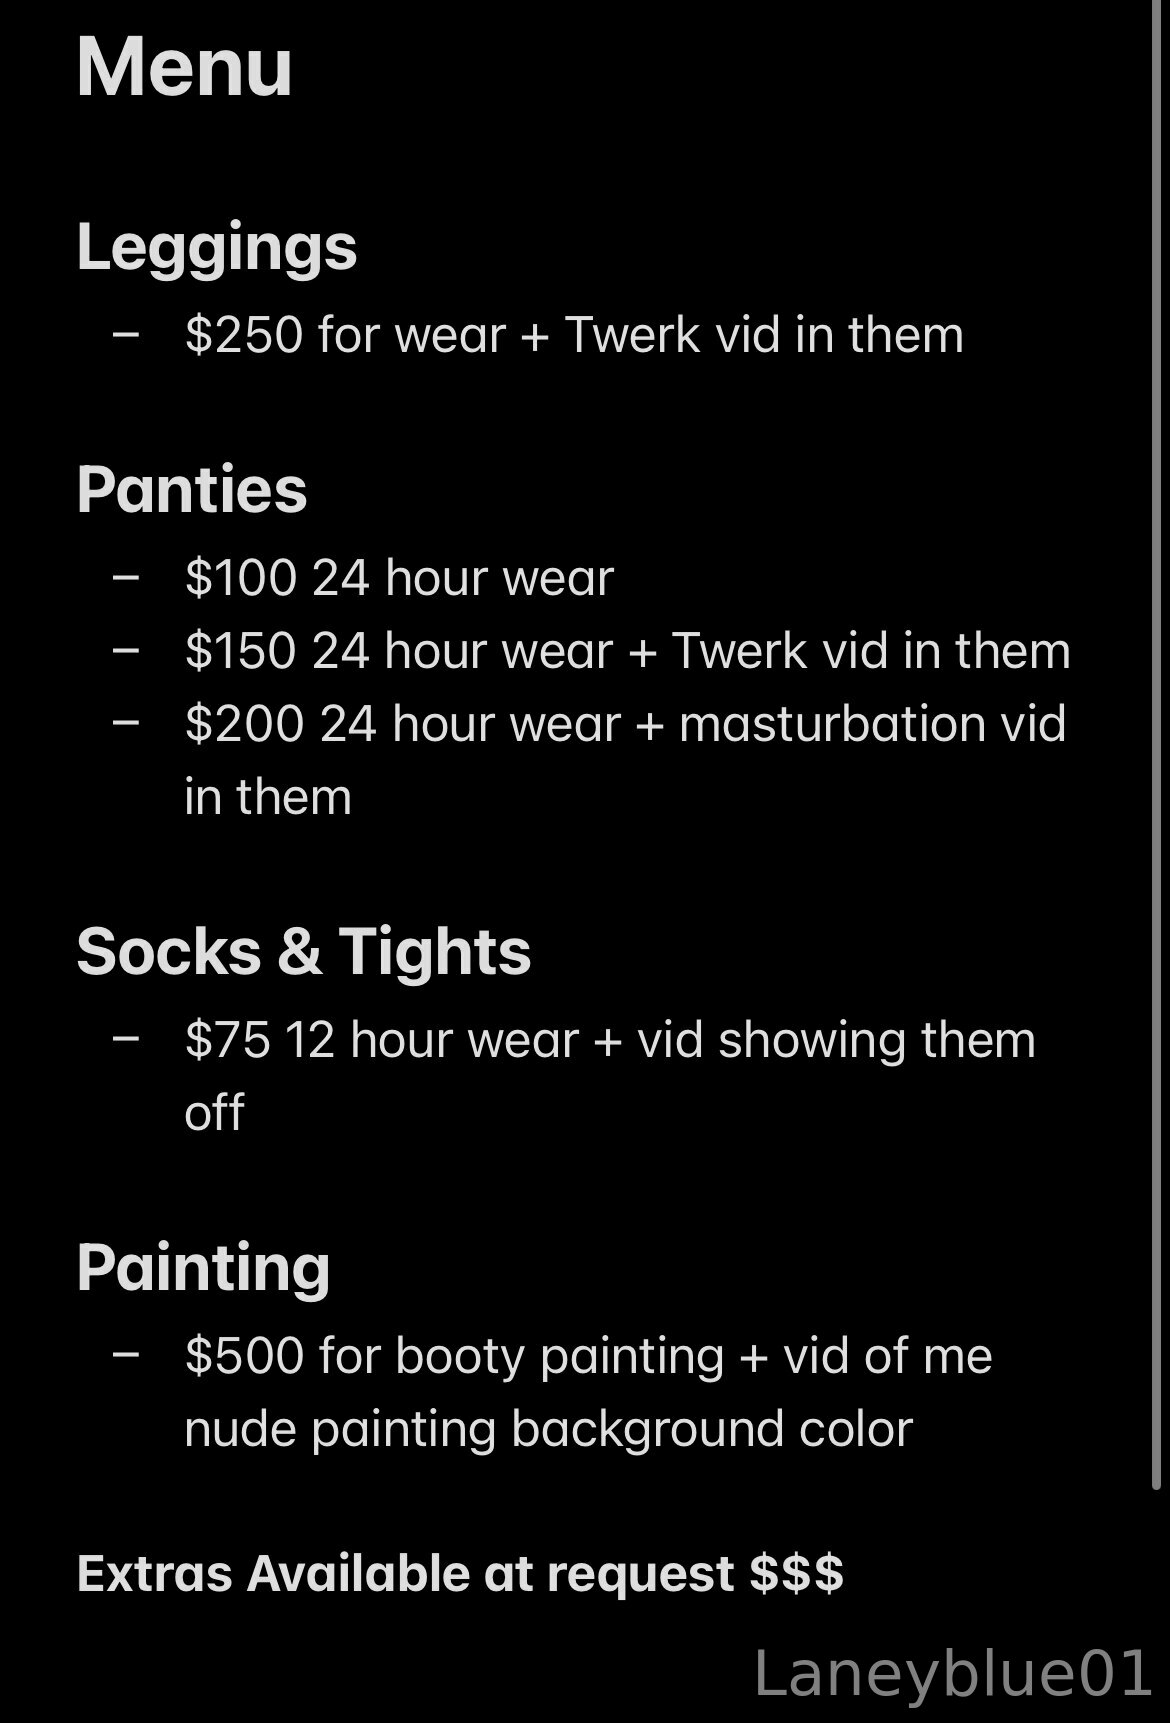 Menu
Leggings
– $250 for wear + Twerk vid in them
Panties
– $100 24 hour wear
– $150 24 hour wear + Twerk vid in them
– $200 24 hour wear + masturbation vid
in them
Socks & Tights
– $75 12 hour wear + vid showing them
off
Painting
– $500 for booty painting + vid of me
nude painting background color
Extras Available at request $$$
Laneyblue01